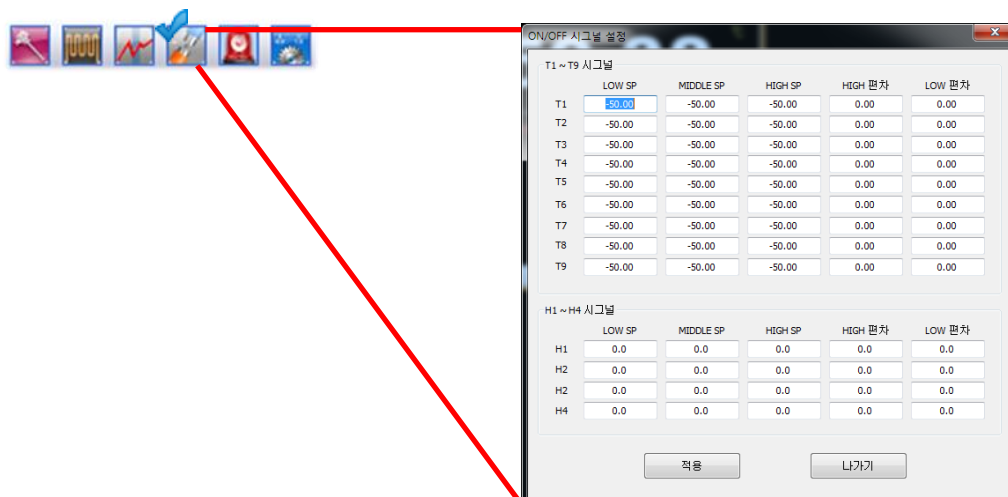 ON/OFF 시그널 설정
T1 ~ T9 시그널
LOW SP MIDDLE SP HIGH SP HIGH 편차 LOW 편차
T1 -50.00 -50.00 -50.00 0.00 0.00
T2 -50.00 -50.00 -50.00 0.00 0.00
T3 -50.00 -50.00 -50.00 0.00 0.00
T4 -50.00 -50.00 -50.00 0.00 0.00
T5 -50.00 -50.00 -50.00 0.00 0.00
T6 -50.00 -50.00 -50.00 0.00 0.00
T7 -50.00 -50.00 -50.00 0.00 0.00
T8 -50.00 -50.00 -50.00 0.00 0.00
T9 -50.00 -50.00 -50.00 0.00 0.00
H1 ~ H4 시그널
LOW SP MIDDLE SP HIGH SP HIGH 편차 LOW 편차
H1 0.0 0.0 0.0 0.0 0.0
H2 0.0 0.0 0.0 0.0 0.0
H2 0.0 0.0 0.0 0.0 0.0
H4 0.0 0.0 0.0 0.0 0.0
적용 나가기